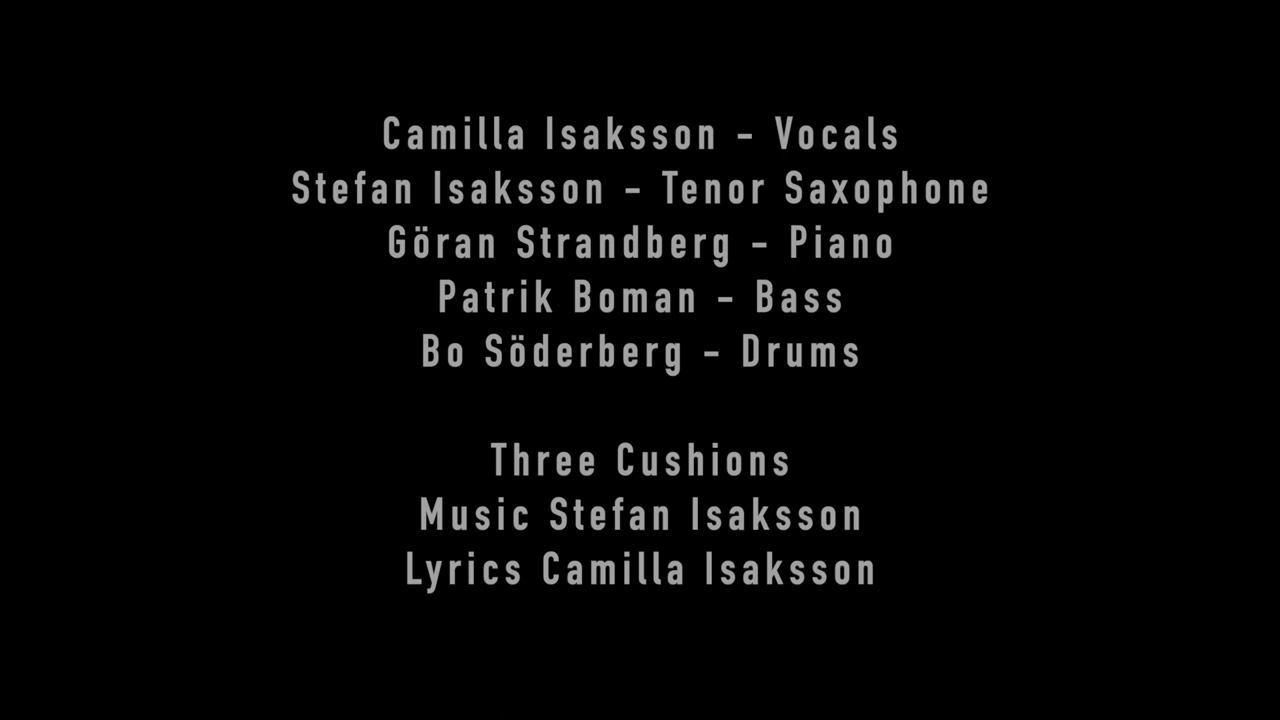 Camilla Isaksson – Vocals
Stefan Isaksson – Tenor Saxophone
Göran Strandberg – Piano
Patrik Boman – Bass
Bo Söderberg – Drums
Three Cushions
Music Stefan Isaksson
Lyrics Camilla Isaksson